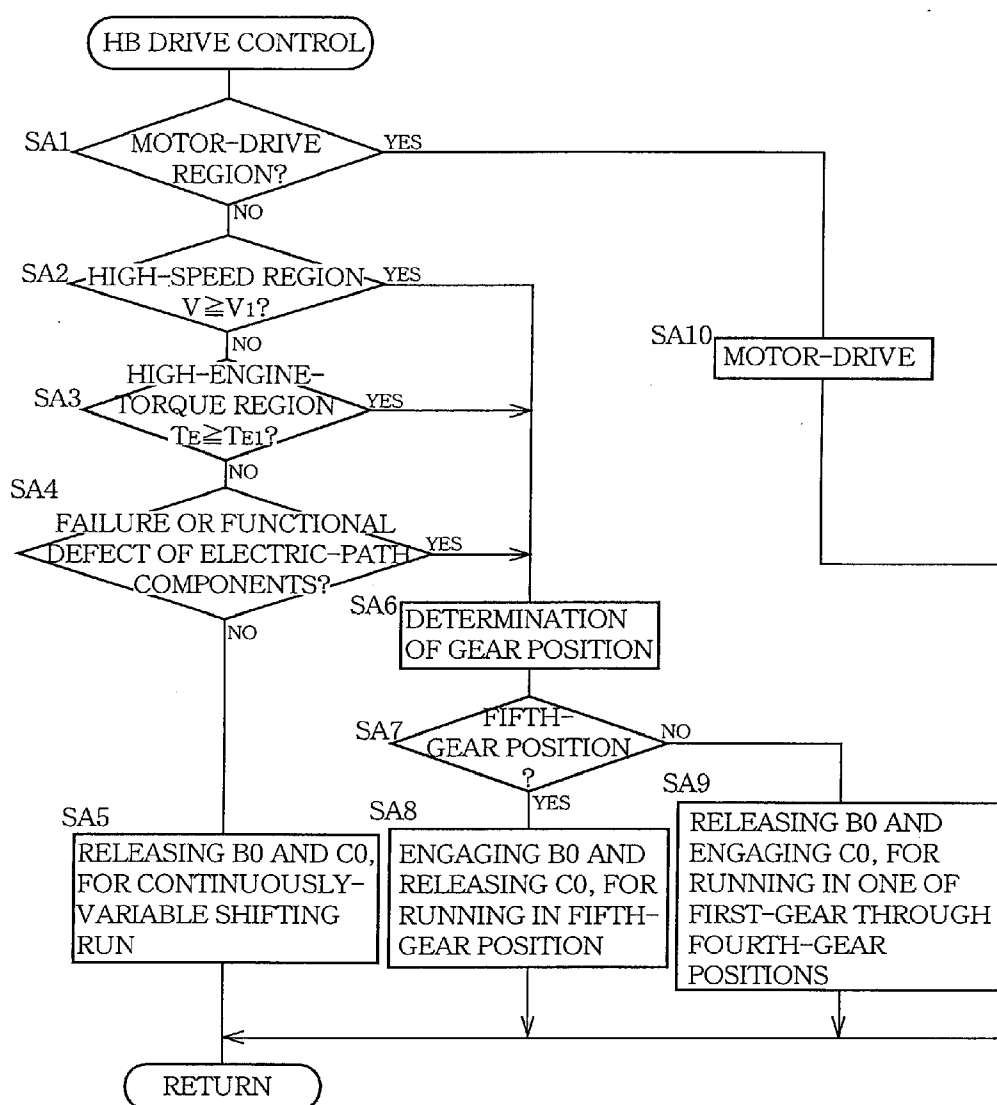 HB DRIVE CONTROL
SA1
MOTOR-DRIVE
REGION?
YES
NO
SA2
HIGH-SPEED REGION
V≧V1?
YES
NO
SA3
HIGH-ENGINE-
TORQUE REGION
TE≧TE1?
YES
NO
SA10
MOTOR-DRIVE
SA4
FAILURE OR FUNCTIONAL
DEFECT OF ELECTRIC-PATH
COMPONENTS?
YES
NO
SA6
DETERMINATION
OF GEAR POSITION
SA7
FIFTH-
GEAR POSITION
?
NO
YES
SA5
RELEASING B0 AND C0,
FOR CONTINUOUSLY-
VARIABLE SHIFTING
RUN
SA8
ENGAGING B0 AND
RELEASING C0, FOR
RUNNING IN FIFTH-
GEAR POSITION
SA9
RELEASING B0 AND
ENGAGING C0, FOR
RUNNING IN ONE OF
FIRST-GEAR THROUGH
FOURTH-GEAR
POSITIONS
RETURN